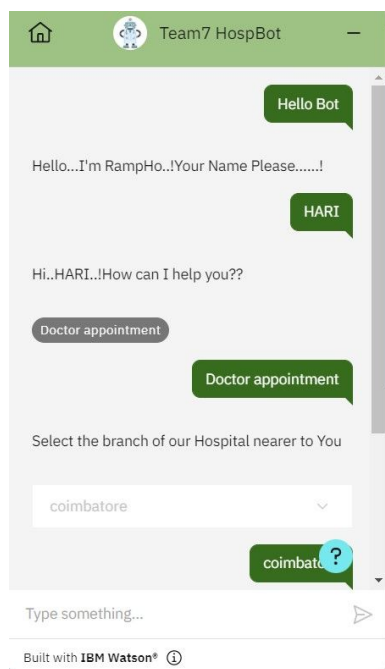 Team7 HospBot
Hello Bot
Hello...I'm RampHo..!Your Name Please......!
HARI
Hi..HARI..!How can I help you??
Doctor appointment
Doctor appointment
Select the branch of our Hospital nearer to You
coimbatore
?
Type something...
Built with IBM Watson®